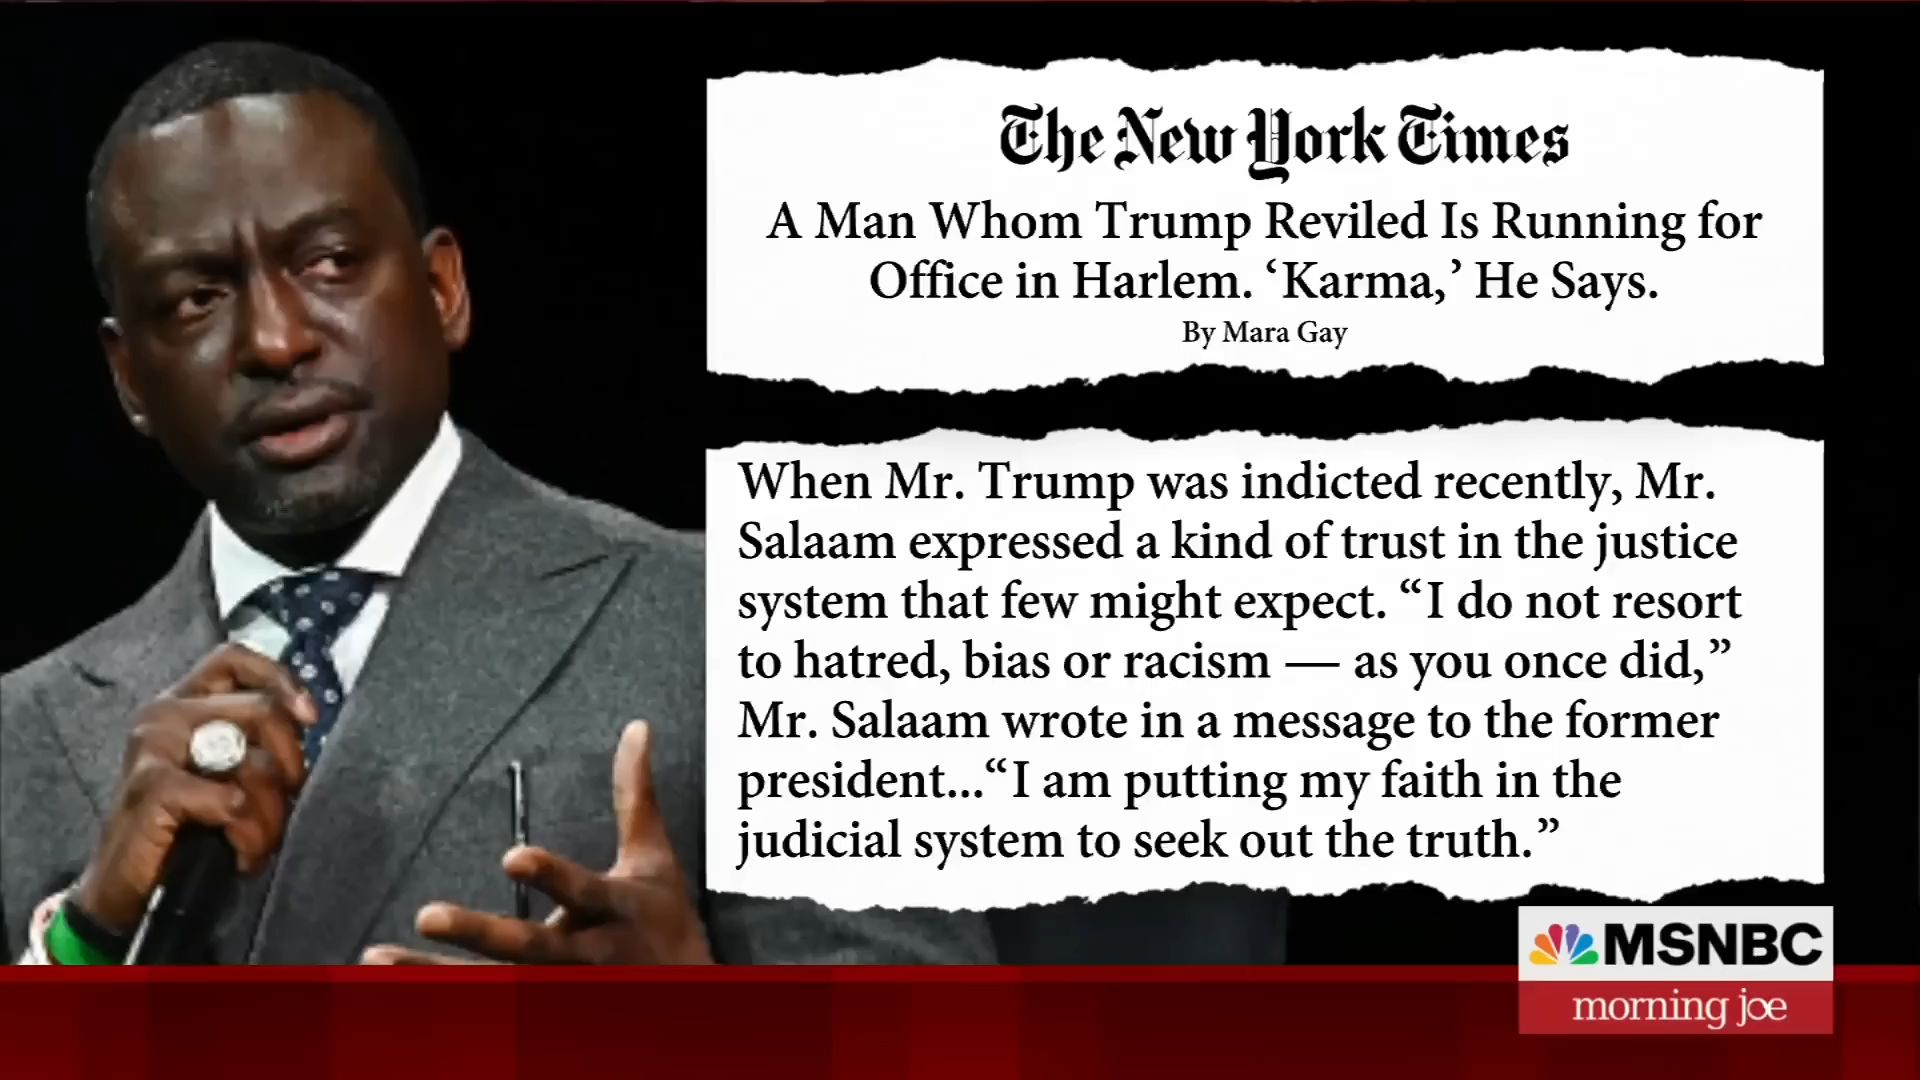 The New York Times
A Man Whom Trump Reviled Is Running for
Office in Harlem. ‘Karma,’ He Says.
By Mara Gay
When Mr. Trump was indicted recently, Mr.
Salaam expressed a kind of trust in the justice
system that few might expect. “I do not resort
to hatred, bias or racism — as you once did,”
Mr. Salaam wrote in a message to the former
president...“I am putting my faith in the
judicial system to seek out the truth.”
MSNBC
morning joe